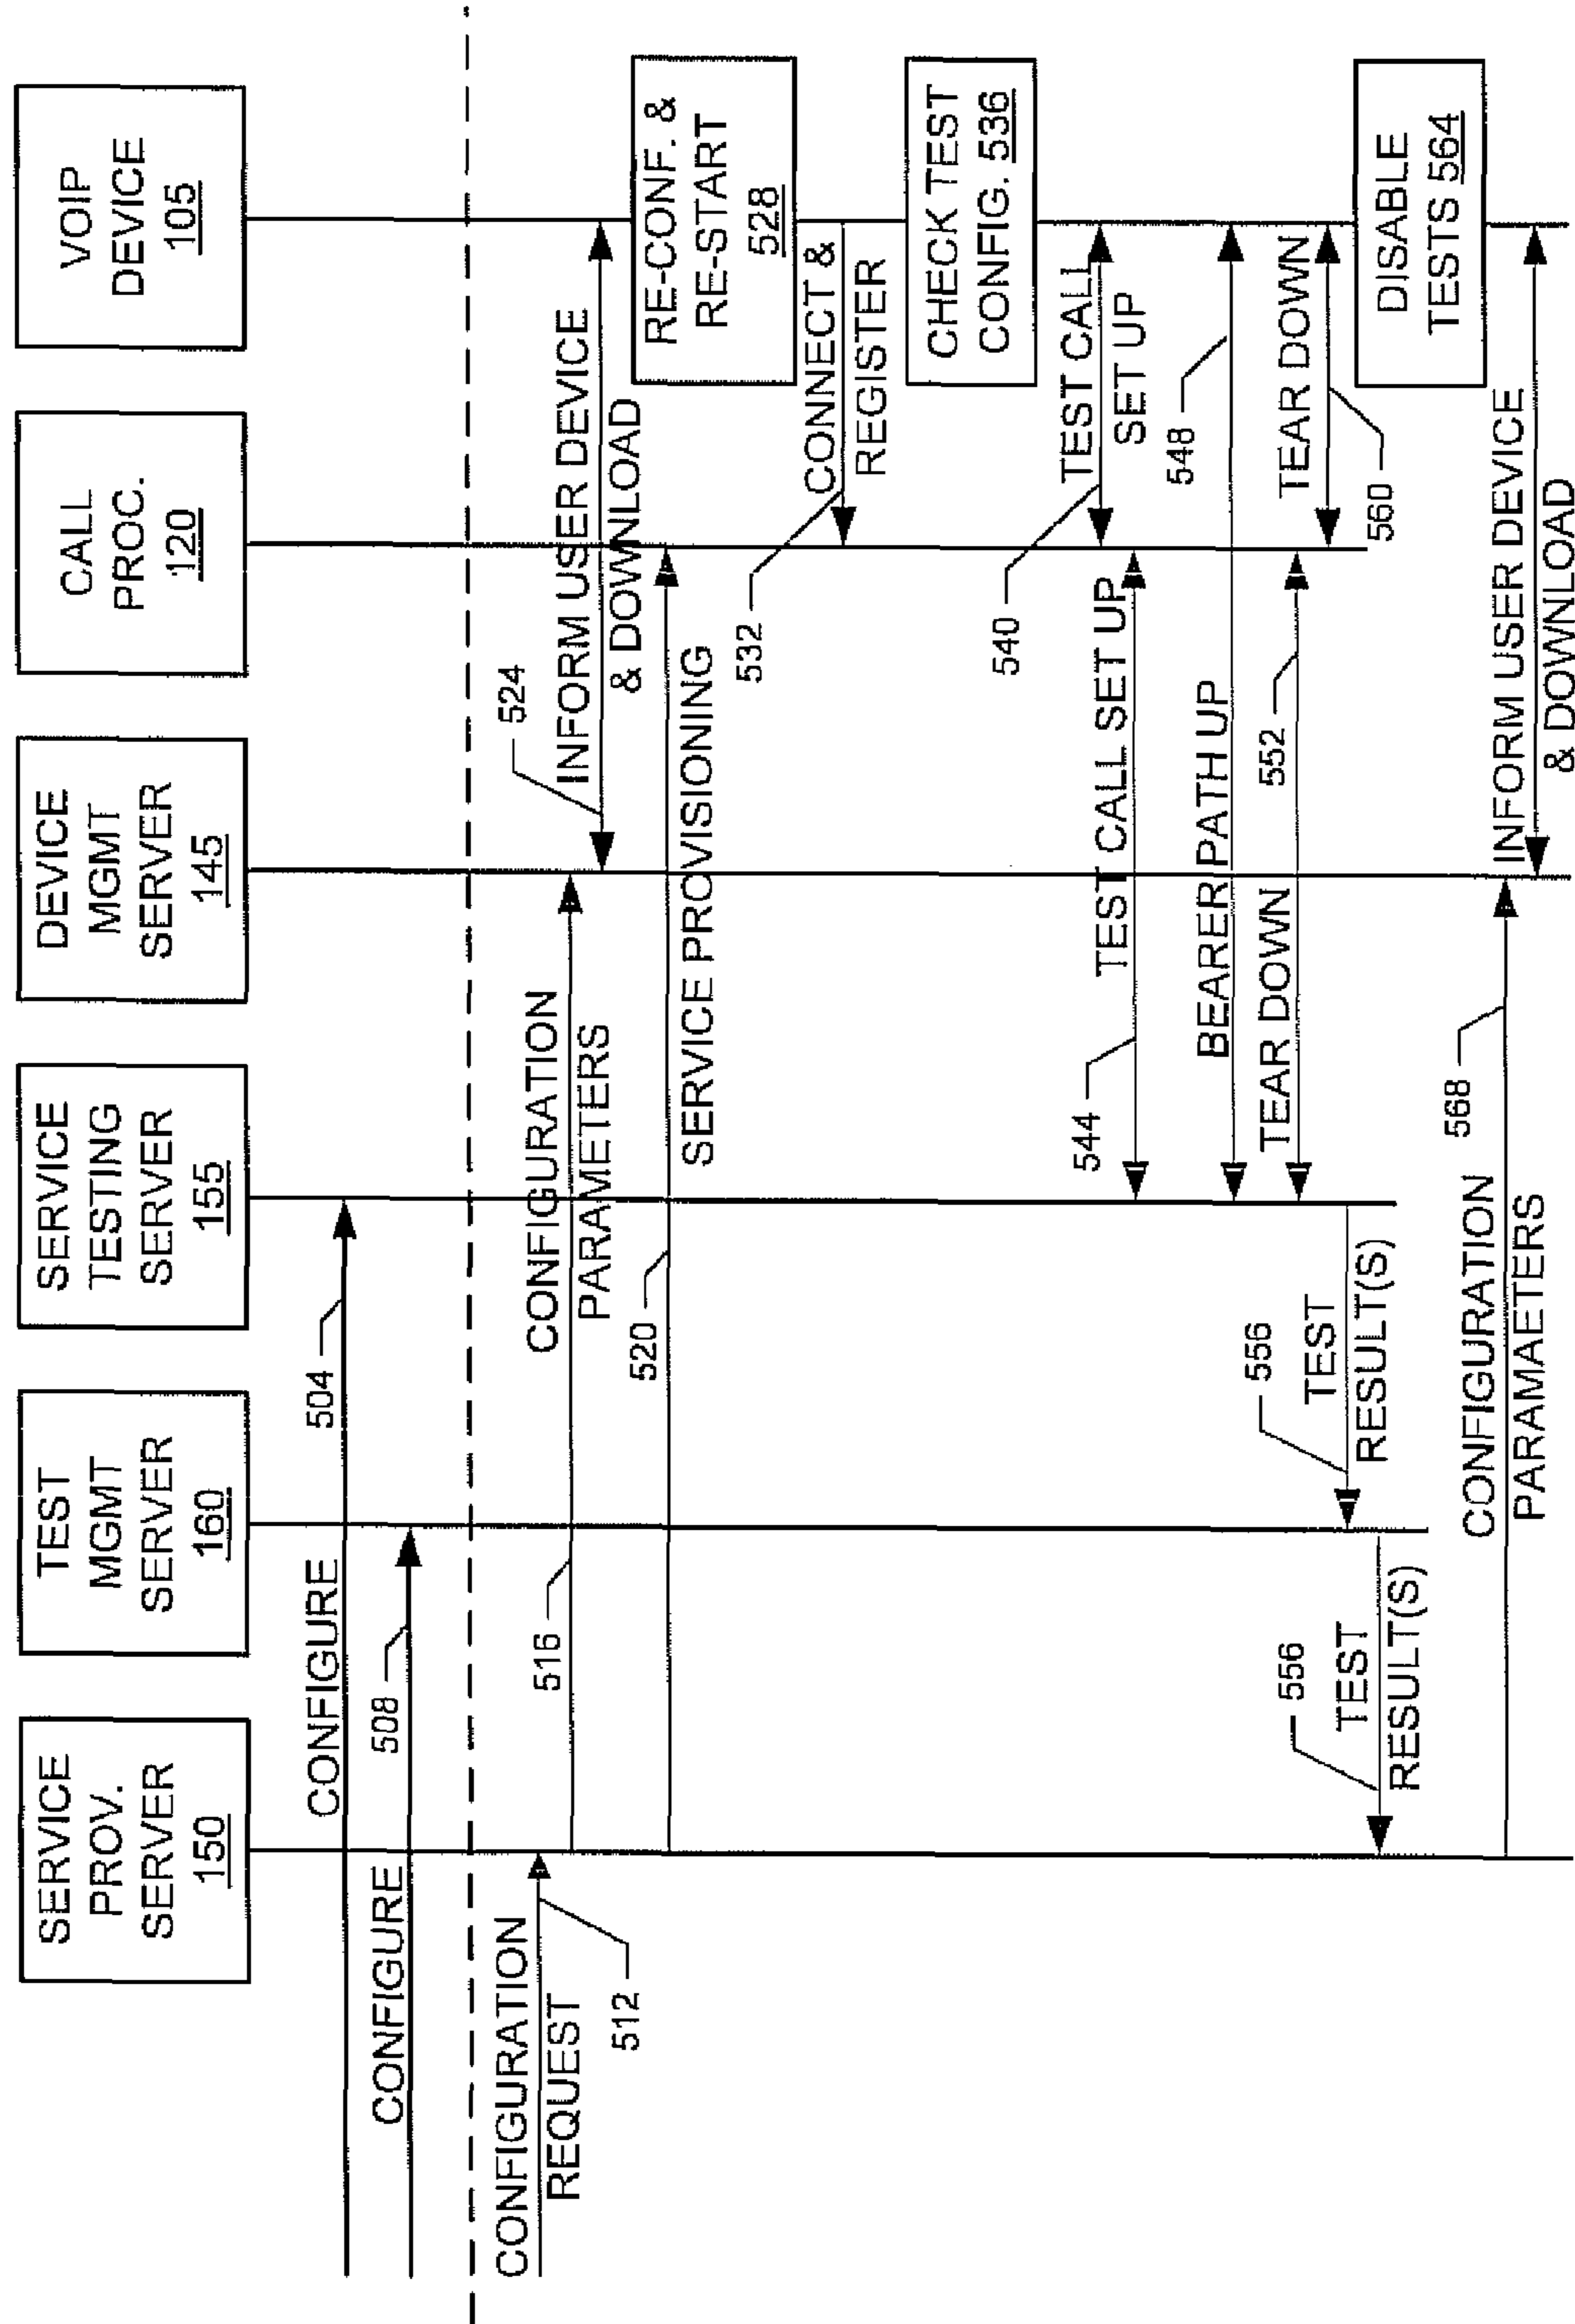 SERVICE
PROV.
SERVER
150
TEST
MGMT
SERVER
160
SERVICE
TESTING
SERVER
155
DEVICE
MGMT
SERVER
145
CALL
PROC.
120
VOIP
DEVICE
105
CONFIGURE
504
CONFIGURE
508
CONFIGURATION
REQUEST
512
CONFIGURATION
PARAMETERS
516
524
INFORM USER DEVICE
& DOWNLOAD
520
SERVICE PROVISIONING
RE-CONF. &
RE-START
528
532
CONNECT &
REGISTER
CHECK TEST
CONFIG. 536
540
TEST CALL
SET UP
544
TEST CALL SET UP
BEARER PATH UP
548
TEAR DOWN
552
TEAR DOWN
560
556
TEST
RESULT(S)
556
TEST
RESULT(S)
DISABLE
TESTS 564
CONFIGURATION
PARAMAETERS
568
INFORM USER DEVICE
& DOWNLOAD